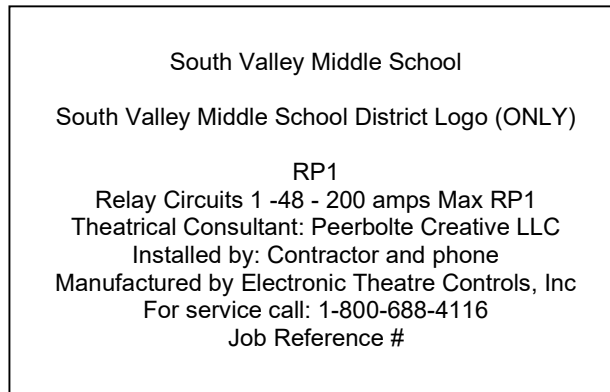 South Valley Middle School
South Valley Middle School District Logo (ONLY)
RP1
Relay Circuits 1 -48 - 200 amps Max RP1
Theatrical Consultant: Peerbolte Creative LLC
Installed by: Contractor and phone
Manufactured by Electronic Theatre Controls, Inc
For service call: 1-800-688-4116
Job Reference #